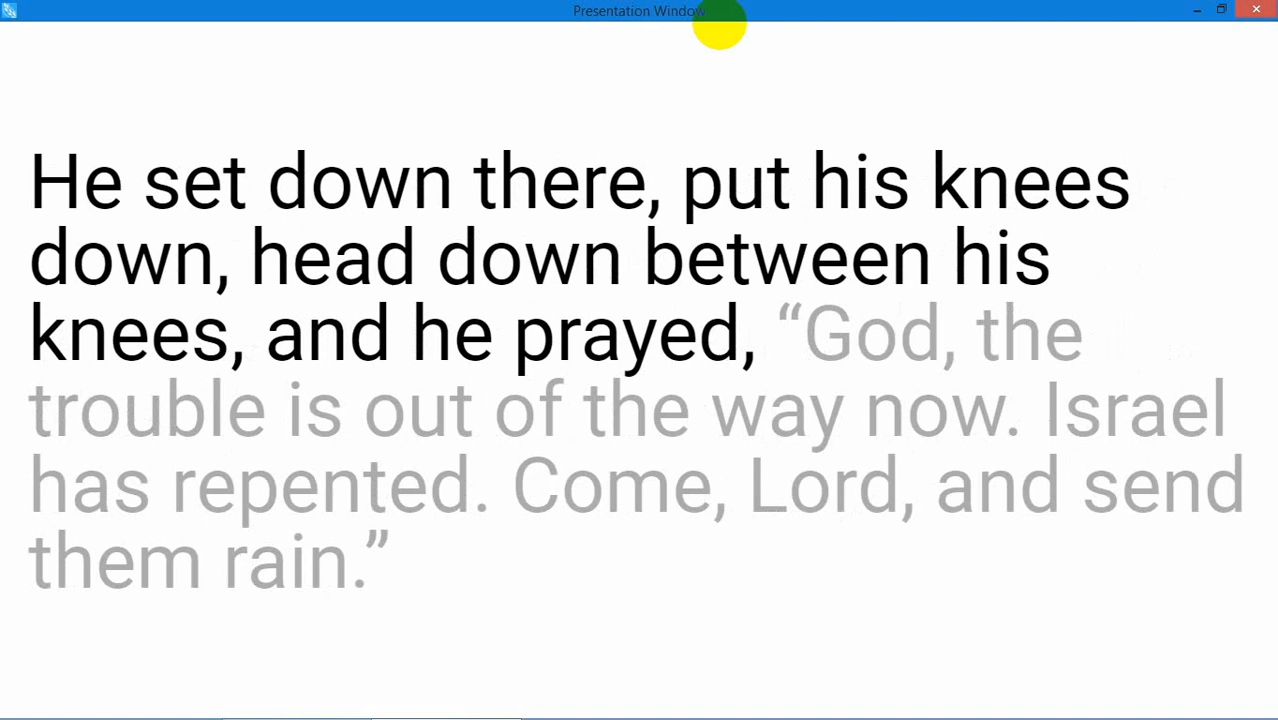 Presentation Window
He set down there, put his knees
down, head down between his
knees, and he prayed, “God, the
trouble is out of the way now. Israel
has repented. Come, Lord, and send
them rain.”